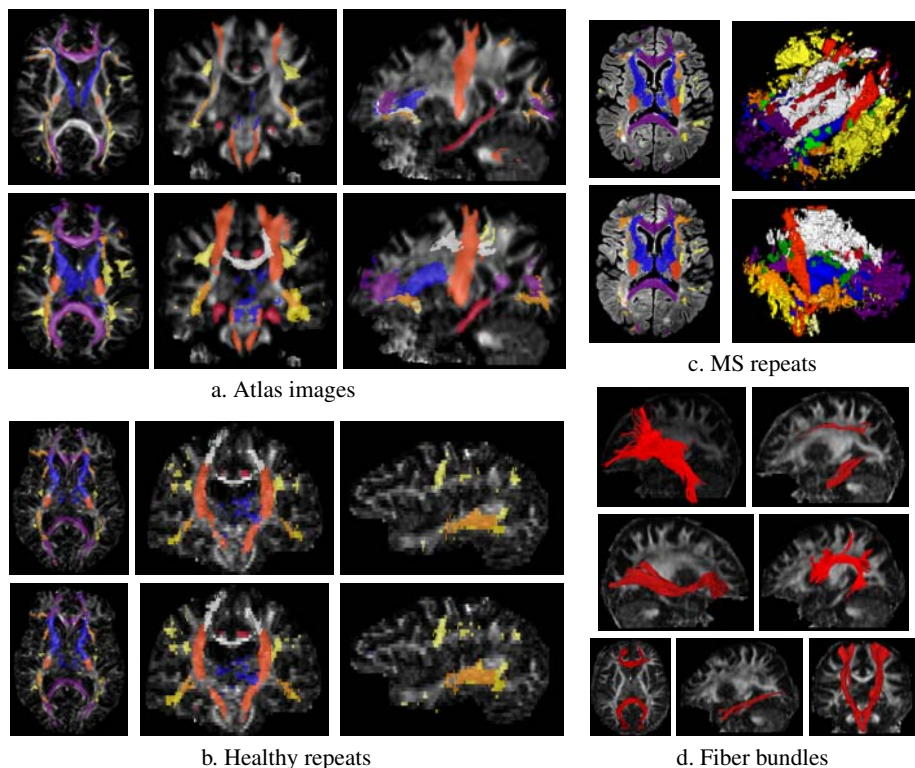 a. Atlas images
c. MS repeats
b. Healthy repeats
d. Fiber bundles